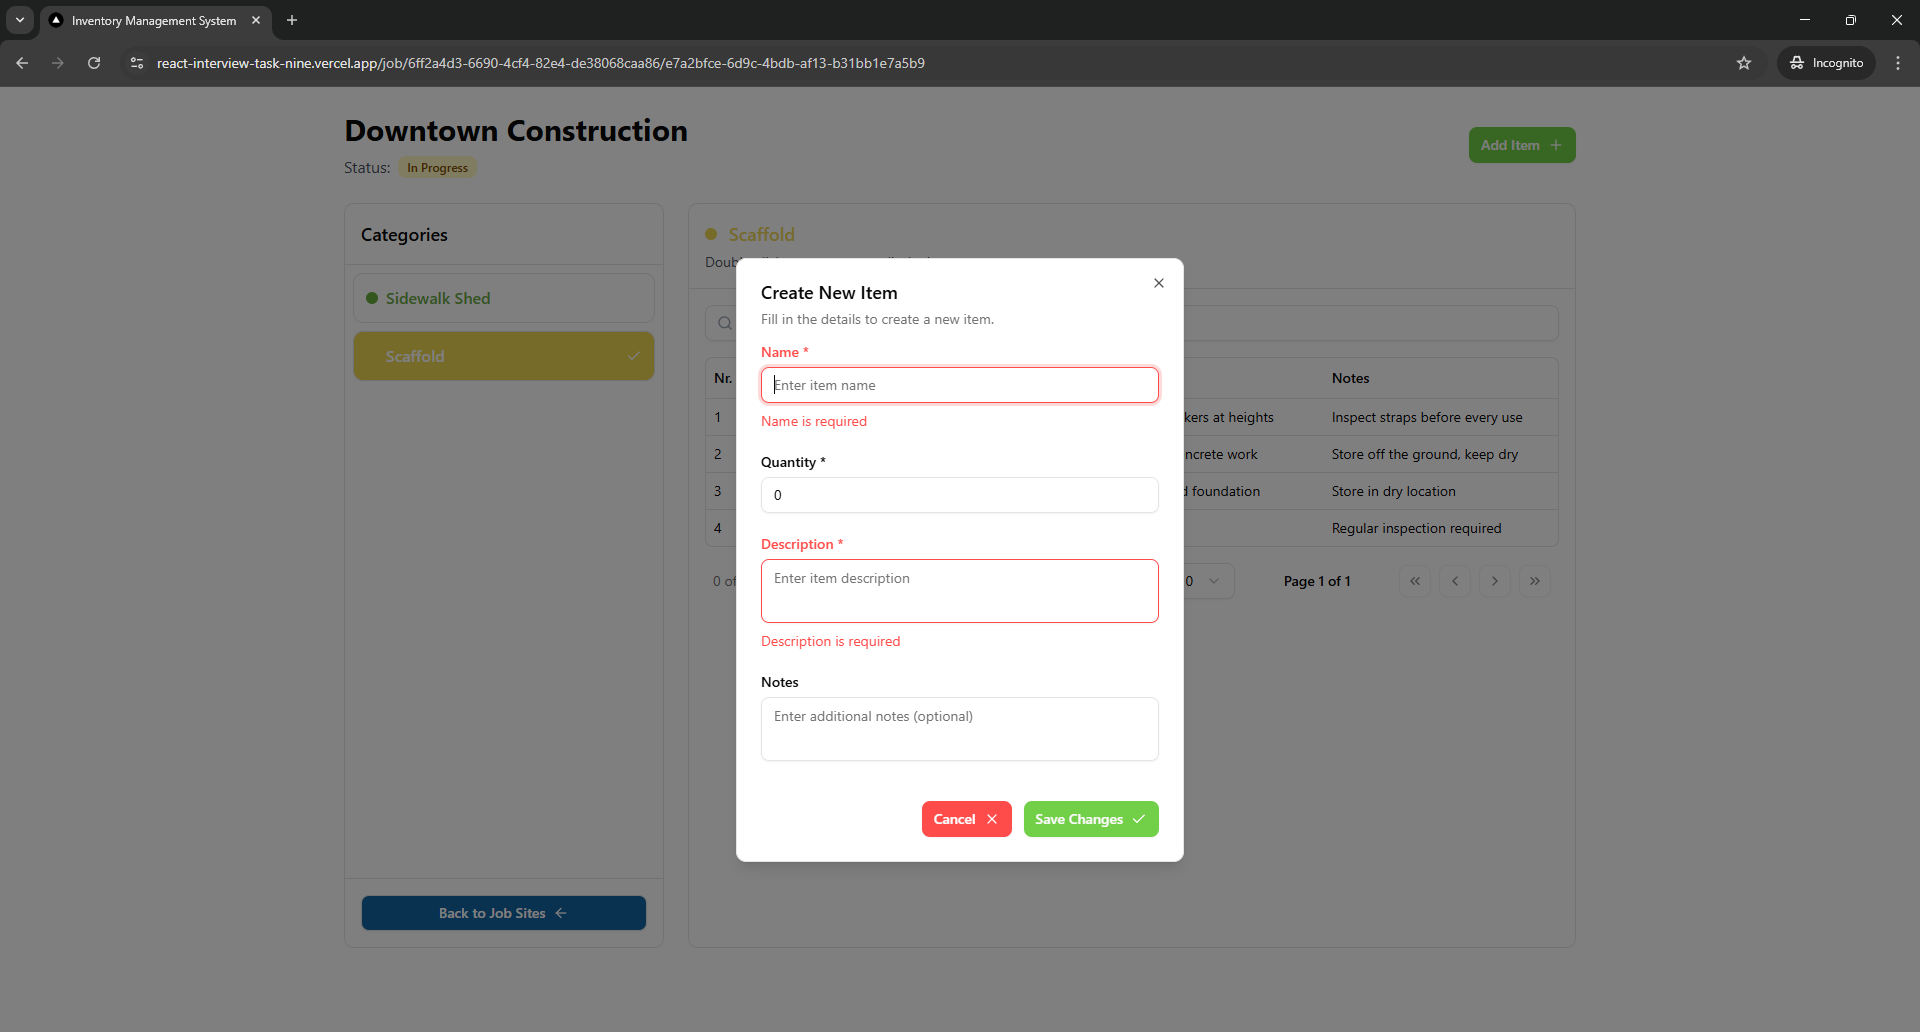 Inventory Management System
react-interview-task-nine.vercel.app/job/6ff2a4d3-6690-4cf4-82e4-de38068caa86/e7a2bfce-6d9c-4bdb-af13-b31bb1e7a5b9
Incognito
Downtown Construction
Status: In Progress
Add Item +
Categories
Sidewalk Shed
Scaffold
Back to Job Sites
Scaffold
Create New Item
Fill in the details to create a new item.
Name *
Enter item name
Name is required
Quantity *
0
Description *
Enter item description
Description is required
Notes
Enter additional notes (optional)
Cancel
Save Changes
Nr. Notes
1 kers at heights Inspect straps before every use
2 ncrete work Store off the ground, keep dry
3 foundation Store in dry location
4 Regular inspection required
0 of 0 Page 1 of 1